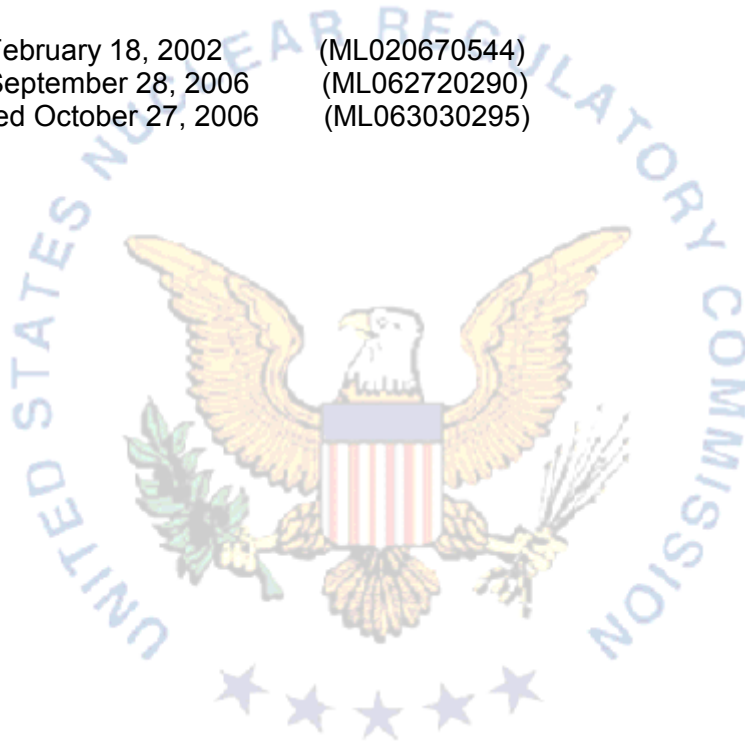 February 18, 2002 (ML020670544)
September 28, 2006 (ML062720290)
ed October 27, 2006 (ML063030295)
UNITED STATES NUCLEAR REGULATORY COMMISSION